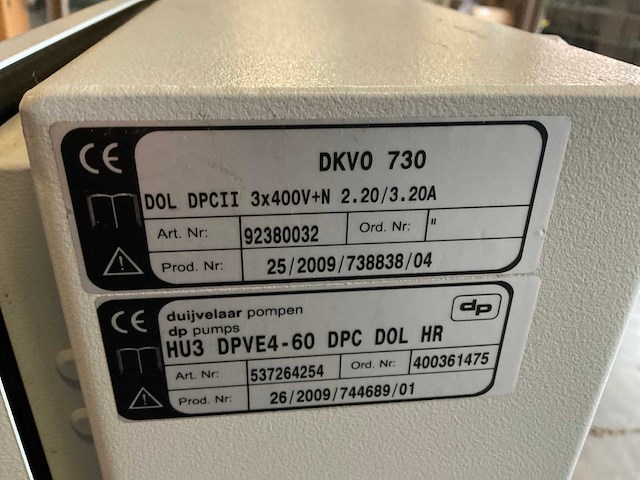 CE
DKVO 730
DOL DPCII 3x400V+N 2.20/3.20A
Art. Nr: 92380032 Ord. Nr: "
Prod. Nr: 25/2009/738838/04
CE
duijvelaar pompen
dp pumps
dp
HU3 DPVE4-60 DPC DOL HR
Art. Nr: 537264254 Ord. Nr: 400361475
Prod. Nr: 26/2009/744689/01